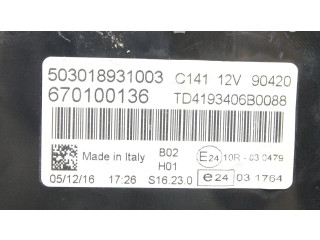 503018931003 C141 12V 90420
670100136 TD4193406B0088
Made in Italy B02 E24 10R-03 0479
H01
05/12/16 17:26 S16.23.0 e24 03 1764